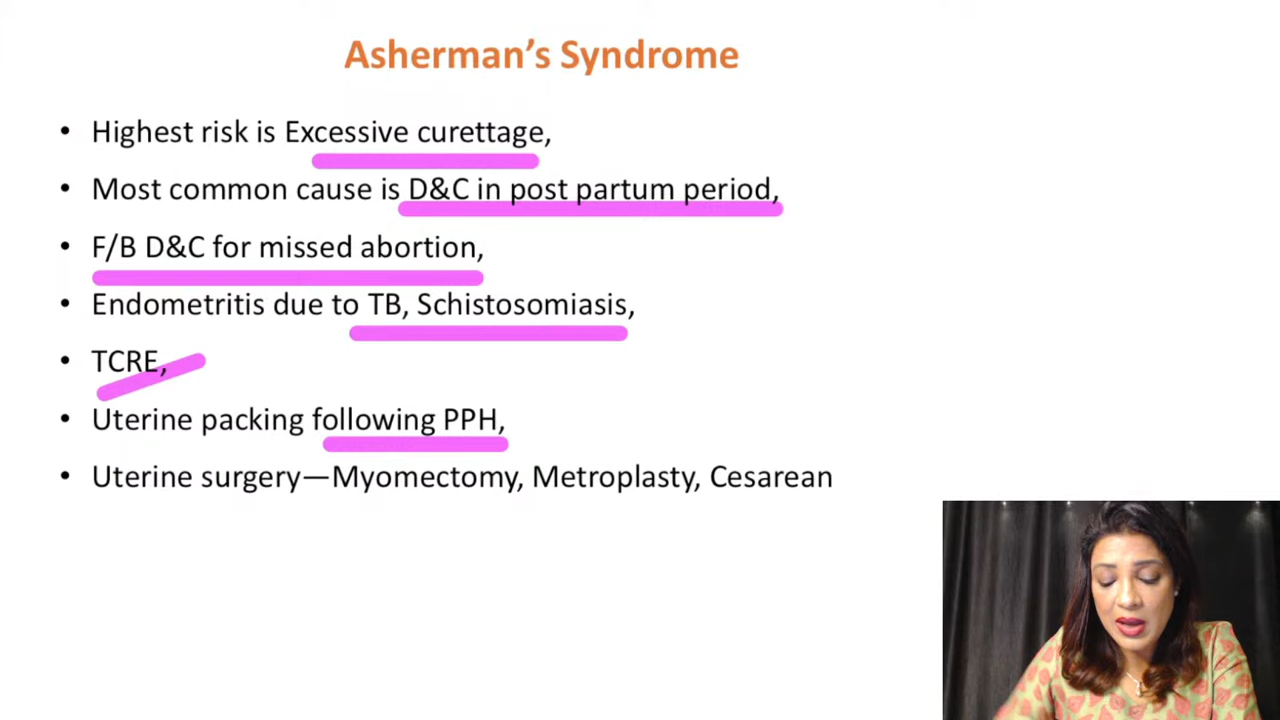 Asherman’s Syndrome
• Highest risk is Excessive curettage,
• Most common cause is D&C in post partum period,
• F/B D&C for missed abortion,
• Endometritis due to TB, Schistosomiasis,
• TCRE,
• Uterine packing following PPH,
• Uterine surgery—Myomectomy, Metroplasty, Cesarean